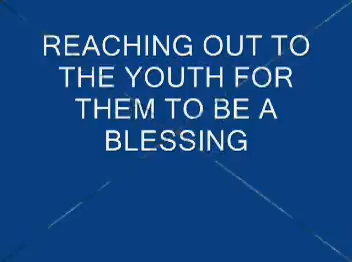 REACHING OUT TO
THE YOUTH FOR
THEM TO BE A
BLESSING